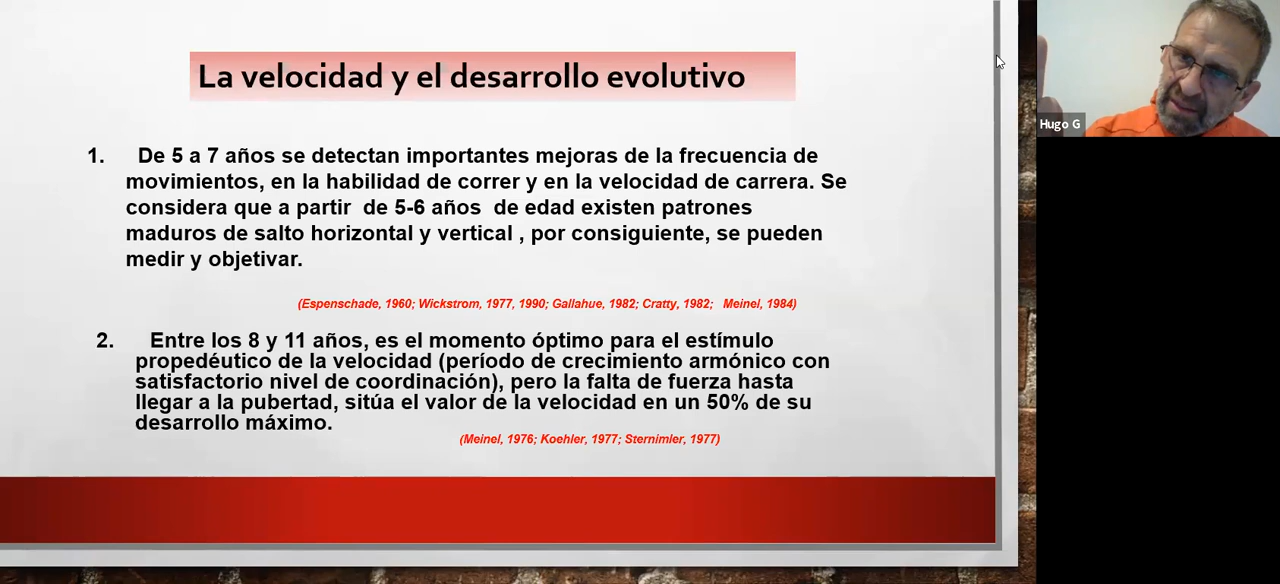 La velocidad y el desarrollo evolutivo
1. De 5 a 7 años se detectan importantes mejoras de la frecuencia de
movimientos, en la habilidad de correr y en la velocidad de carrera. Se
considera que a partir de 5-6 años de edad existen patrones
maduros de salto horizontal y vertical , por consiguiente, se pueden
medir y objetivar.
(Espenschade, 1960; Wickstrom, 1977, 1990; Gallahue, 1982; Cratty, 1982; Meinel, 1984)
2. Entre los 8 y 11 años, es el momento óptimo para el estímulo
propedéutico de la velocidad (período de crecimiento armónico con
satisfactorio nivel de coordinación), pero la falta de fuerza hasta
llegar a la pubertad, sitúa el valor de la velocidad en un 50% de su
desarrollo máximo.
(Meinel, 1976; Koehler, 1977; Sternimler, 1977)
Hugo G